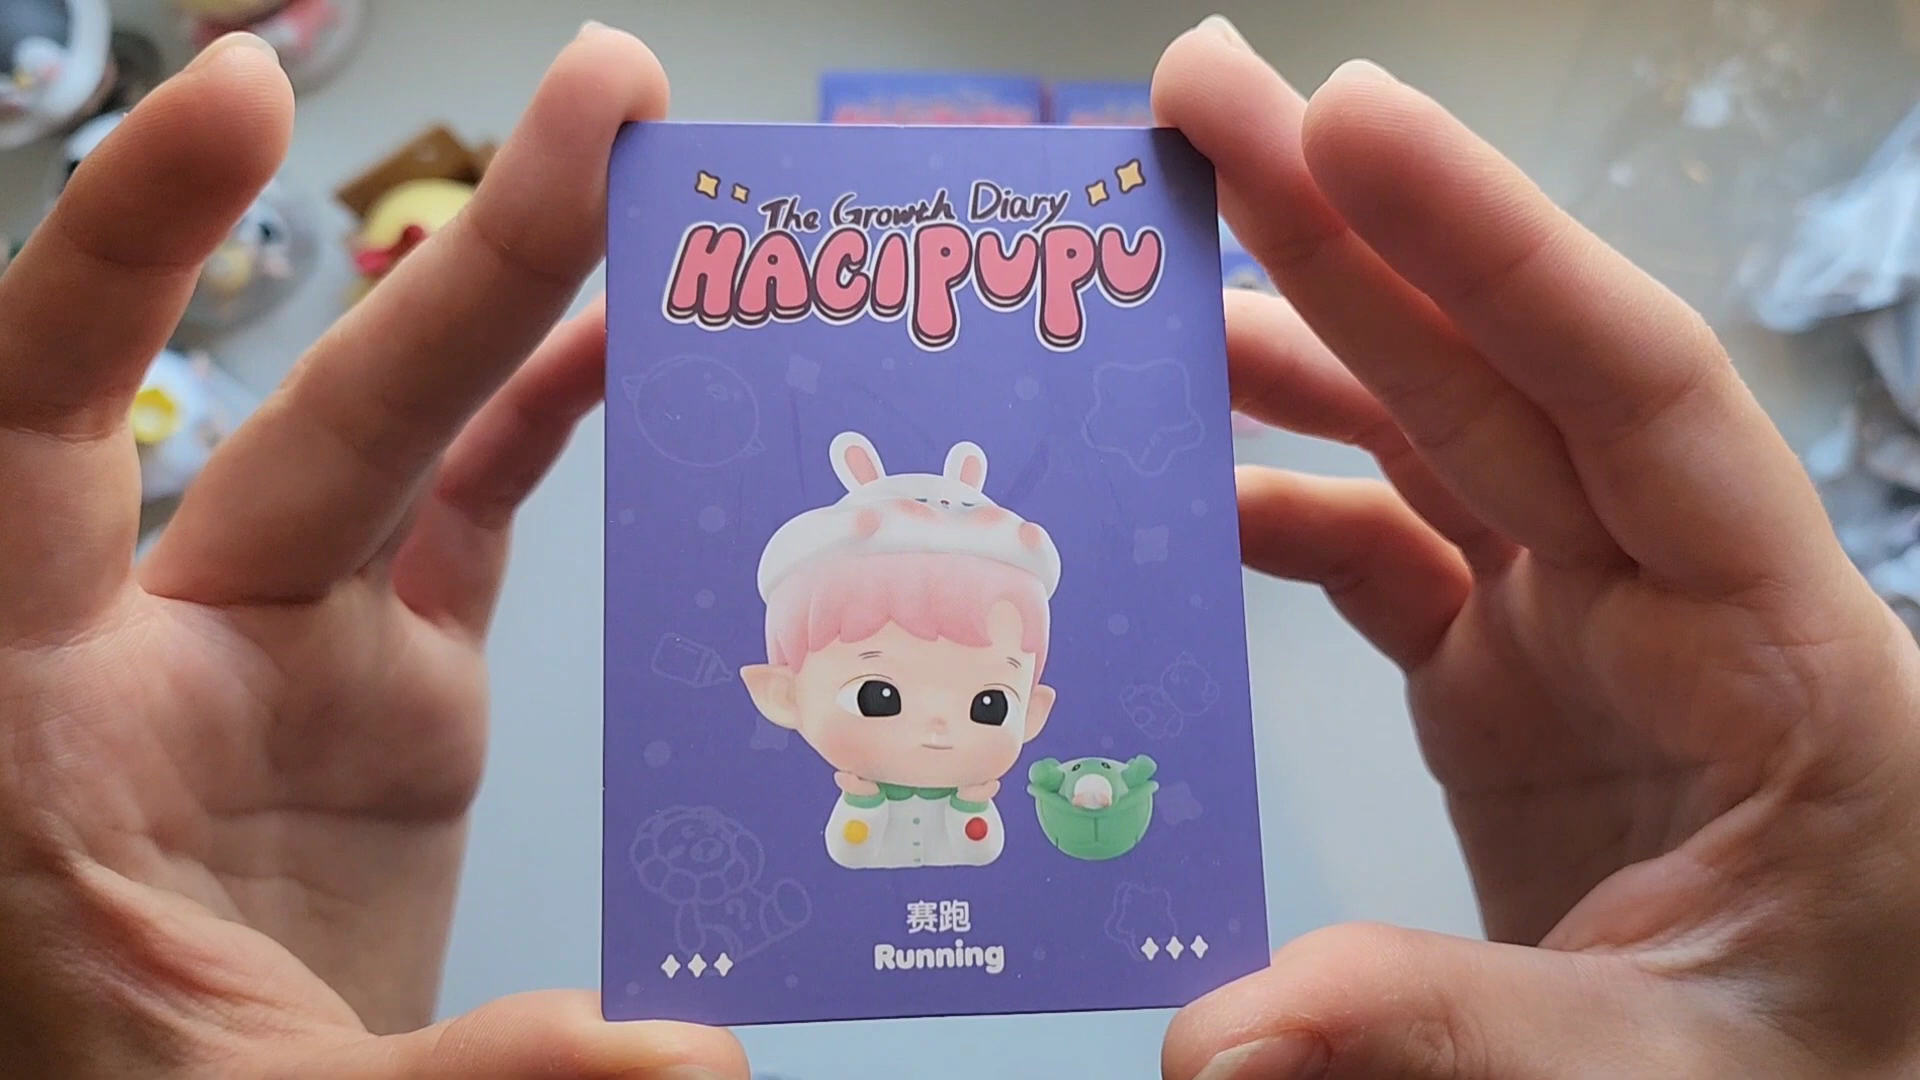 The Growth Diary
HACIPUPU
赛跑
Running